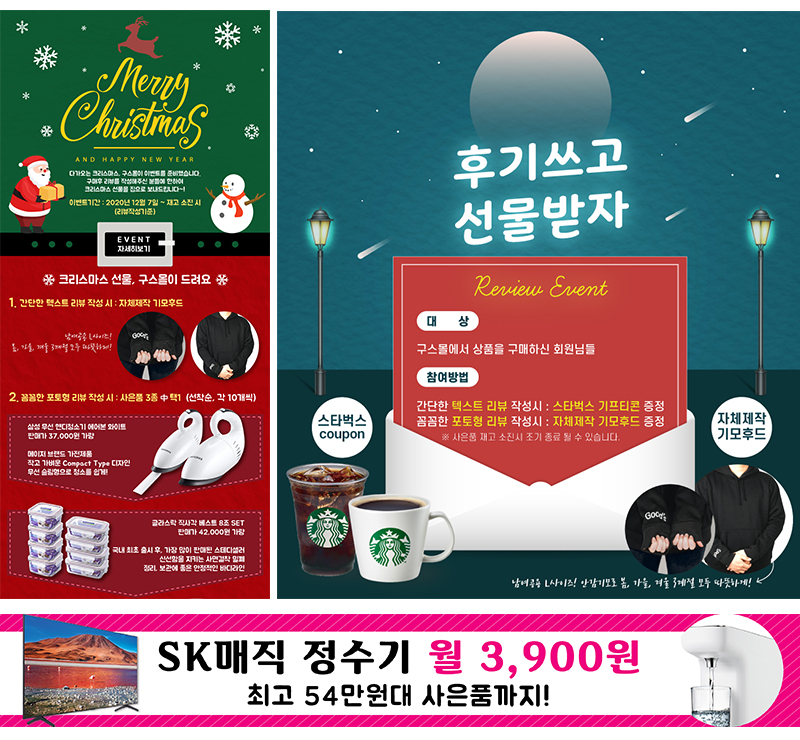 Merry
Christmas
AND HAPPY NEW YEAR
다가오는 크리스마스, 구스몰이 이벤트를 준비했습니다.
구매후 리뷰를 작성해주신 분들에 한하여
크리스마스 선물을 집으로 보내드립니다~!
이벤트기간 : 2020년 12월 7일 ~ 재고 소진 시
(리뷰작성기준)
EVENT
자세히보기
크리스마스 선물, 구스몰이 드려요
1. 간단한 텍스트 리뷰 작성 시 : 자체제작 기모후드
남녀공용 L사이즈!
봄, 가을, 겨울 3계절 모두 따뜻하게!
2. 꼼꼼한 포토형 리뷰 작성 시 : 사은품 3종 中 택1 (선착순, 각 10개씩)
삼성 무선 핸디청소기 에어본 화이트
판매가 37,000원 가량
메이저 브랜드 가전제품
작고 가벼운 Compact Type 디자인
무선 슬림형으로 청소를 쉽게!
글라스락 직사각 베스트 8조 SET
판매가 42,000원 가량
국내 최초 출시 후, 가장 많이 판매된 스테디셀러
신선함을 지키는 사면결착 밀폐
정리, 보관에 좋은 안정적인 바디라인
후기쓰고
선물받자
Review Event
대 상
구스몰에서 상품을 구매하신 회원님들
참여방법
간단한 텍스트 리뷰 작성시 : 스타벅스 기프티콘 증정
꼼꼼한 포토형 리뷰 작성시 : 자체제작 기모후드 증정
※ 사은품 재고 소진시 조기 종료 될 수 있습니다.
스타벅스
coupon
자체제작
기모후드
남녀공용 L사이즈! 안감기모로 봄, 가을, 겨울 3계절 모두 따뜻하게!
SK매직 정수기 월 3,900원
최고 54만원대 사은품까지!